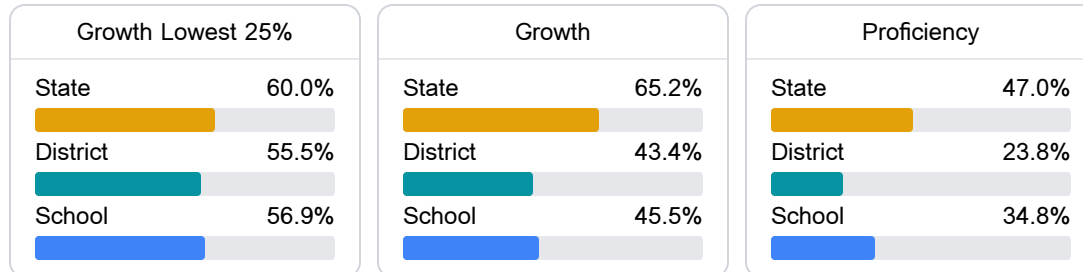 Growth Lowest 25%
State 60.0%
District 55.5%
School 56.9%
Growth
State 65.2%
District 43.4%
School 45.5%
Proficiency
State 47.0%
District 23.8%
School 34.8%